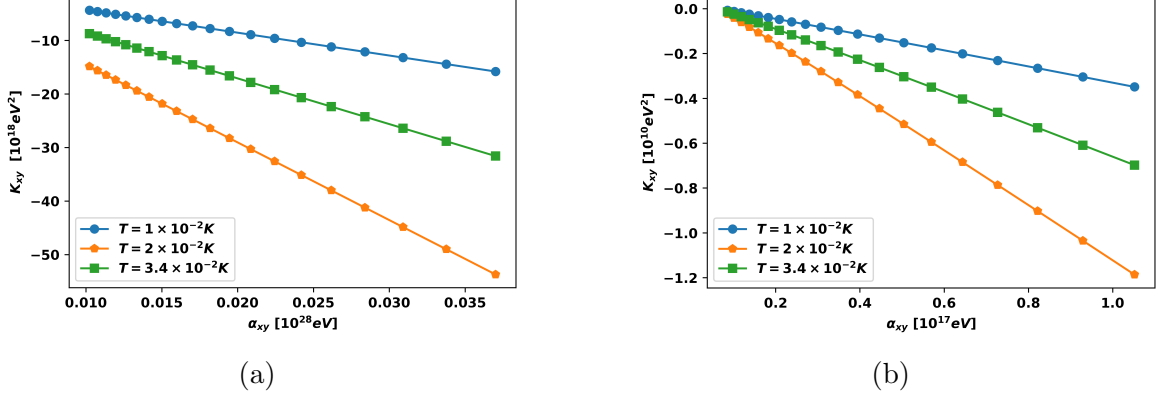 −10
−20
−30
−40
−50
K_xy [10^18 eV^2]
T = 1 × 10^−2 K
T = 2 × 10^−2 K
T = 3.4 × 10^−2 K
0.010 0.015 0.020 0.025 0.030 0.035
α_xy [10^28 eV]
(a)
0.0
−0.2
−0.4
−0.6
−0.8
−1.0
−1.2
K_xy [10^10 eV^2]
T = 1 × 10^−2 K
T = 2 × 10^−2 K
T = 3.4 × 10^−2 K
0.2 0.4 0.6 0.8 1.0
α_xy [10^17 eV]
(b)